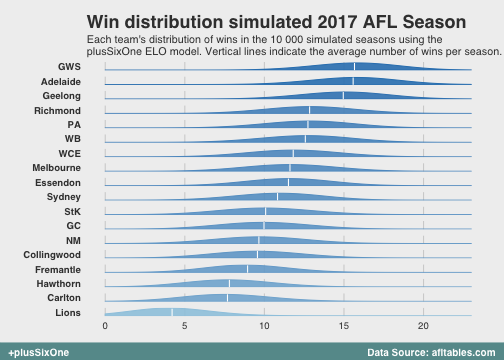 Win distribution simulated 2017 AFL Season
Each team's distribution of wins in the 10 000 simulated seasons using the
plusSixOne ELO model. Vertical lines indicate the average number of wins per season.
GWS
Adelaide
Geelong
Richmond
PA
WB
WCE
Melbourne
Essendon
Sydney
StK
GC
NM
Collingwood
Fremantle
Hawthorn
Carlton
Lions
0 5 10 15 20
+plusSixOne Data Source: afltables.com